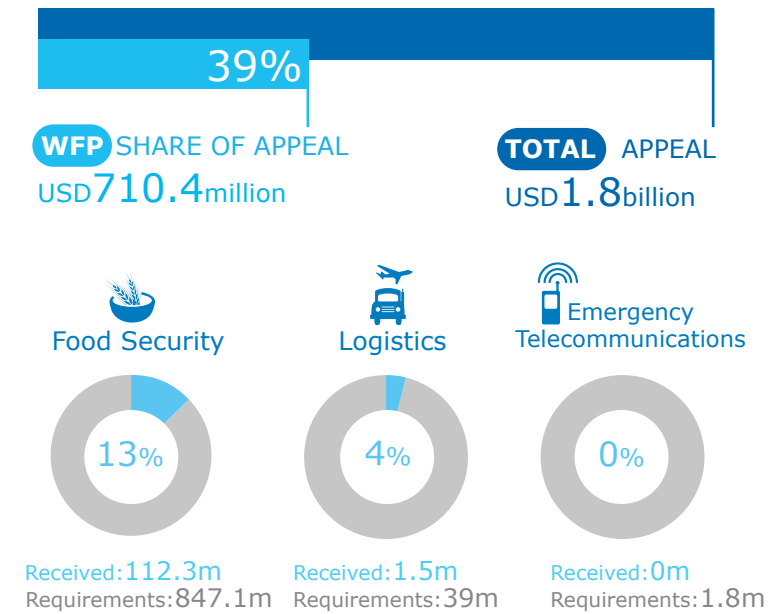 39%
WFP SHARE OF APPEAL
USD710.4million
TOTAL APPEAL
USD1.8billion
Food Security
Logistics
Emergency
Telecommunications
13%
4%
0%
Received:112.3m
Requirements:847.1m
Received:1.5m
Requirements:39m
Received:0m
Requirements:1.8m